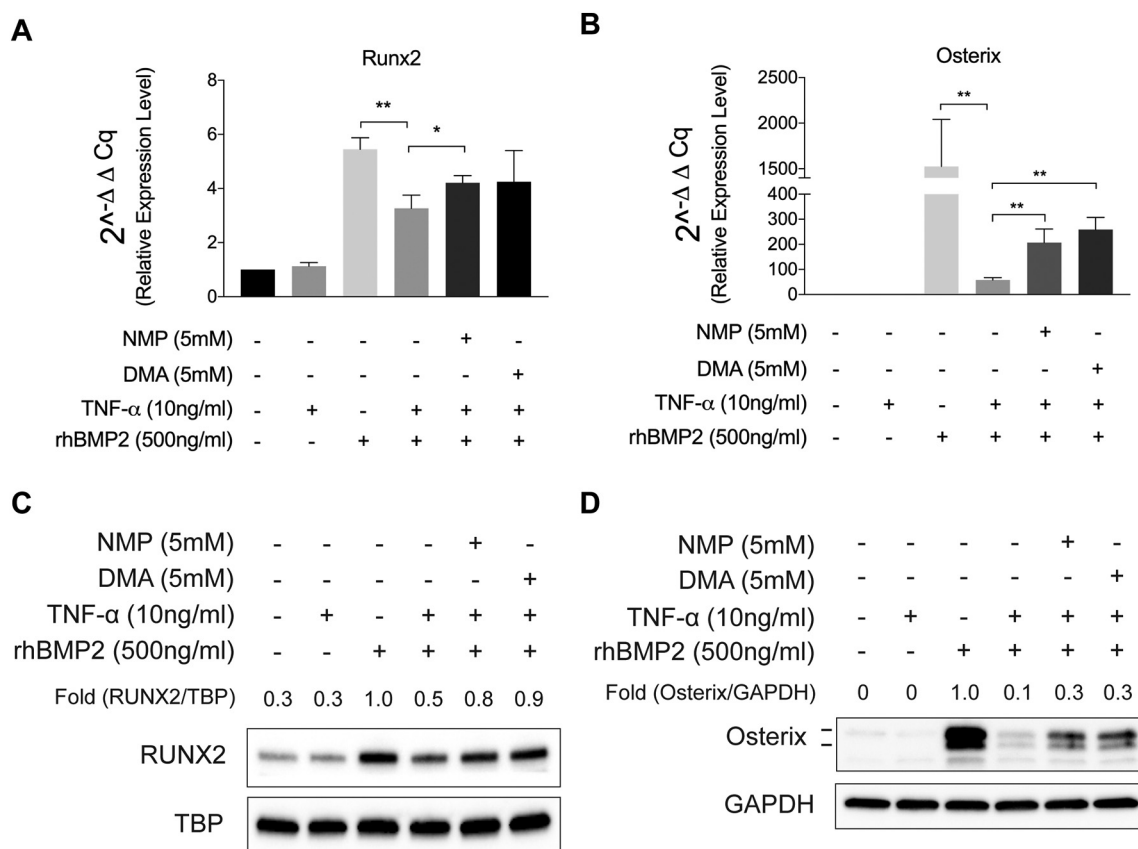 A
Runx2
2^-Δ Δ Cq
(Relative Expression Level)
8
6
4
2
0
**
*
NMP (5mM) - - - - + -
DMA (5mM) - - - - - +
TNF-α (10ng/ml) - + - + + +
rhBMP2 (500ng/ml) - - + + + +
B
Osterix
2^-Δ Δ Cq
(Relative Expression Level)
2500
2000
1500
400
300
200
100
0
**
**
**
NMP (5mM) - - - - + -
DMA (5mM) - - - - - +
TNF-α (10ng/ml) - + - + + +
rhBMP2 (500ng/ml) - - + + + +
C
NMP (5mM) - - - - + -
DMA (5mM) - - - - - +
TNF-α (10ng/ml) - + - + + +
rhBMP2 (500ng/ml) - - + + + +
Fold (RUNX2/TBP) 0.3 0.3 1.0 0.5 0.8 0.9
RUNX2
TBP
D
NMP (5mM) - - - - + -
DMA (5mM) - - - - - +
TNF-α (10ng/ml) - + - + + +
rhBMP2 (500ng/ml) - - + + + +
Fold (Osterix/GAPDH) 0 0 1.0 0.1 0.3 0.3
Osterix
GAPDH